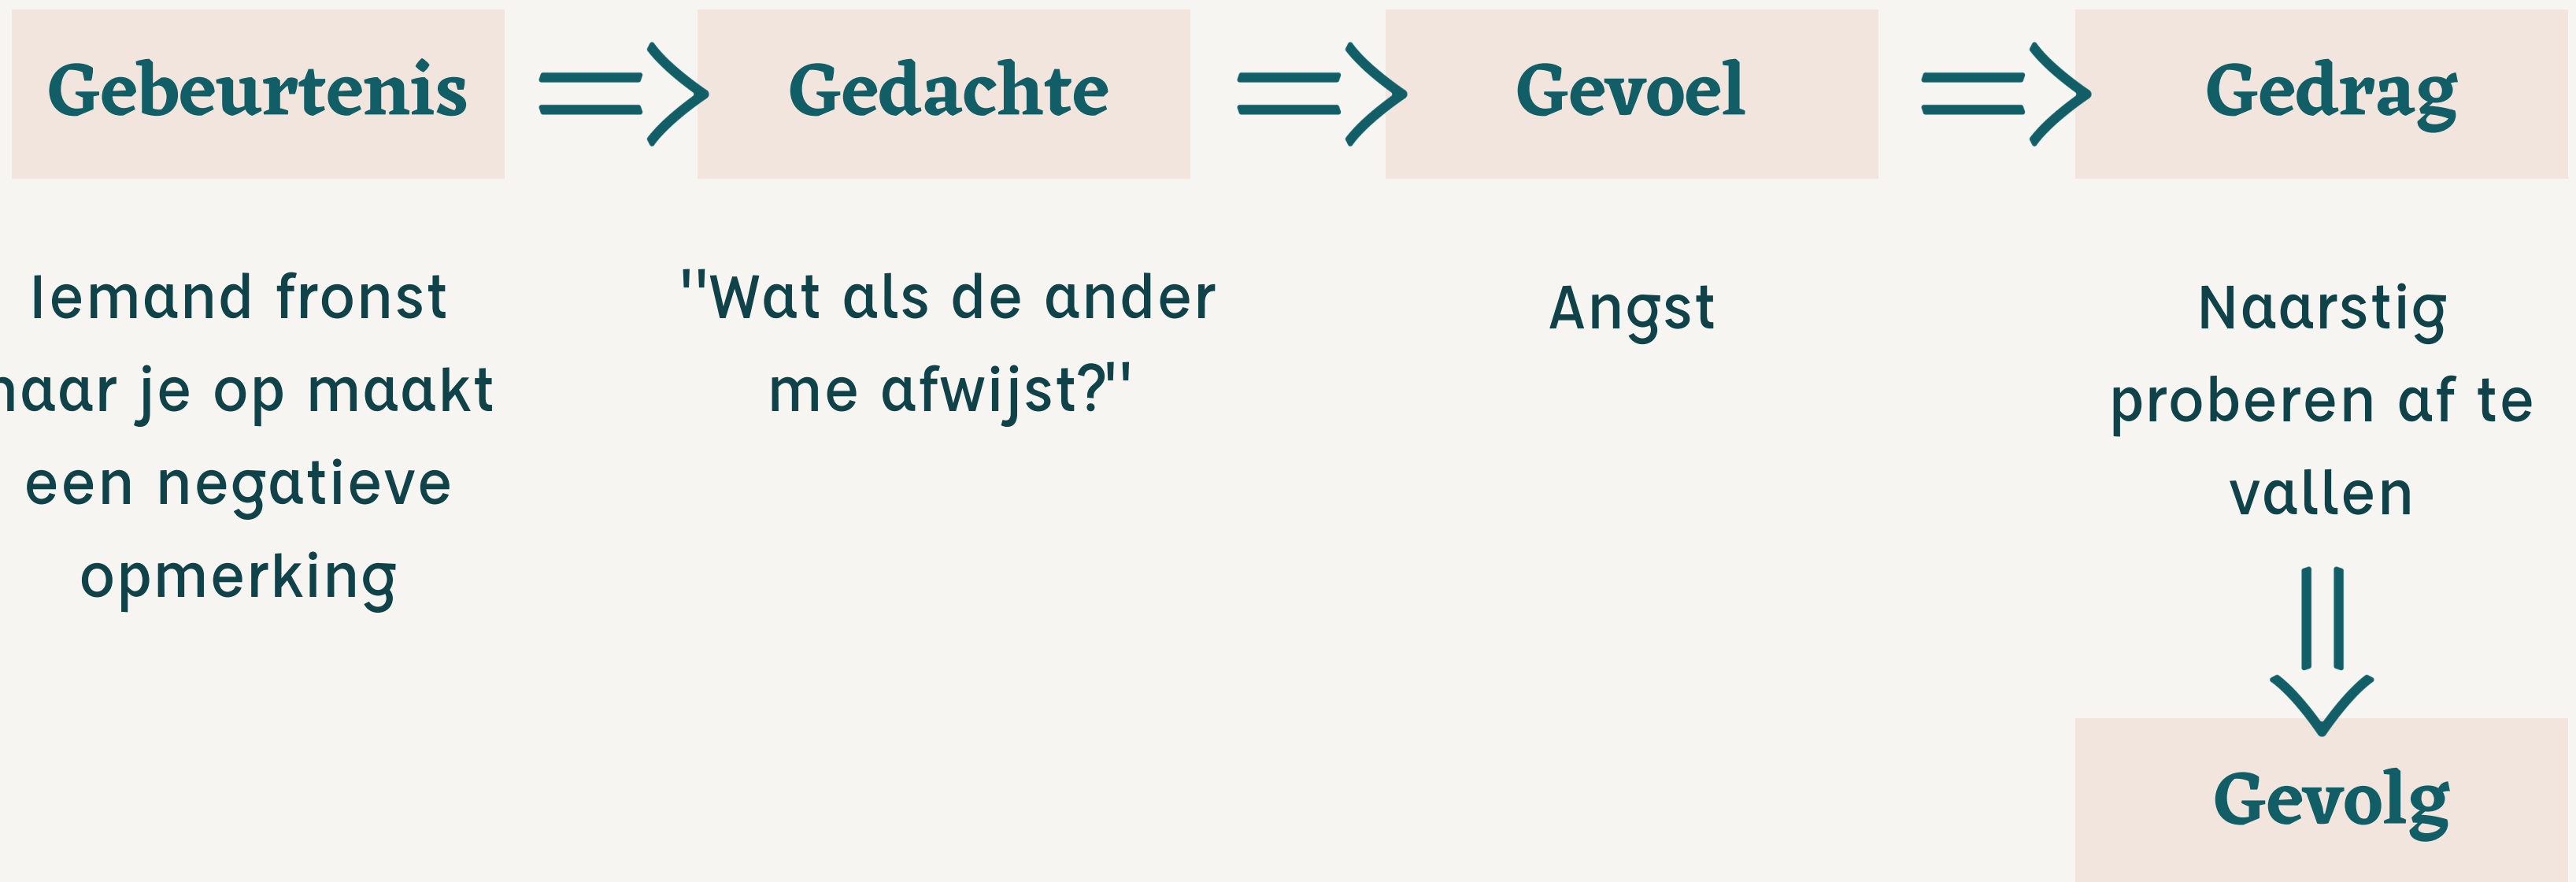 Gebeurtenis
Gedachte
Gevoel
Gedrag
Iemand fronst
naar je op maakt
een negatieve
opmerking
"Wat als de ander
me afwijst?"
Angst
Naarstig
proberen af te
vallen
Gevolg